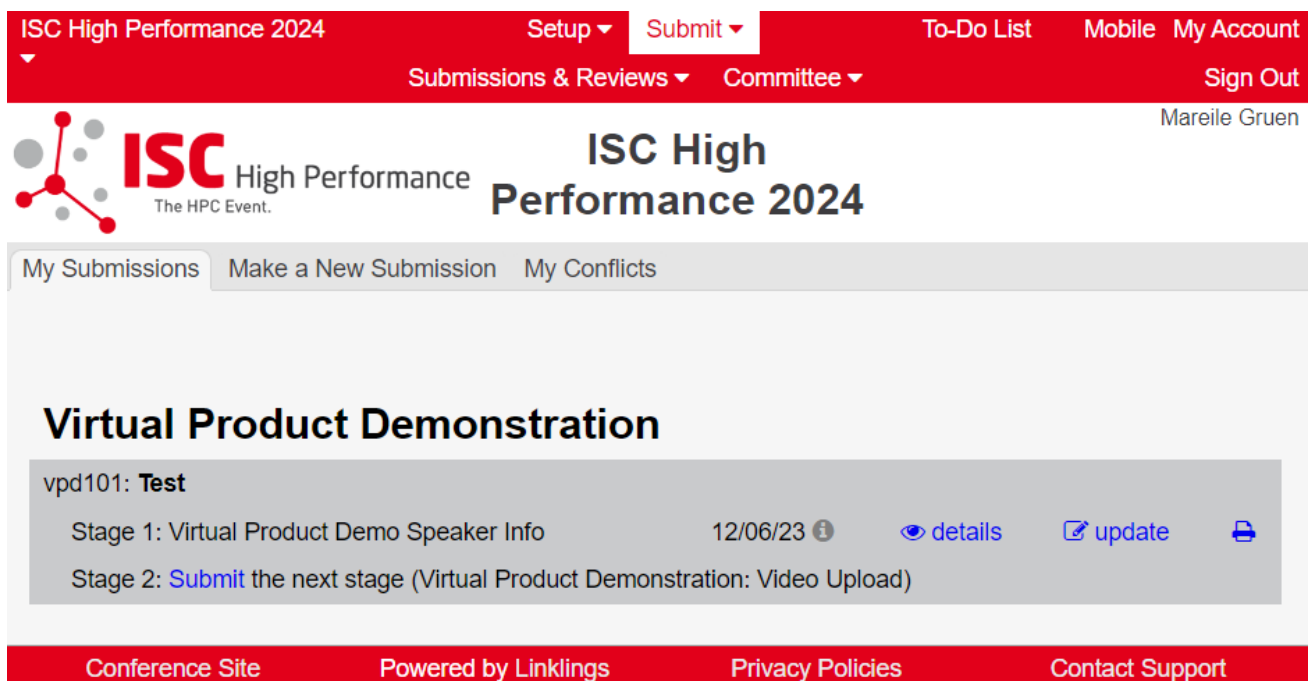 ISC High Performance 2024 Setup Submit To-Do List Mobile My Account
Submissions & Reviews Committee Sign Out
Mareile Gruen
ISC High Performance
The HPC Event.
ISC High
Performance 2024
My Submissions Make a New Submission My Conflicts
Virtual Product Demonstration
vpd101: Test
Stage 1: Virtual Product Demo Speaker Info 12/06/23 details update
Stage 2: Submit the next stage (Virtual Product Demonstration: Video Upload)
Conference Site Powered by Linklings Privacy Policies Contact Support